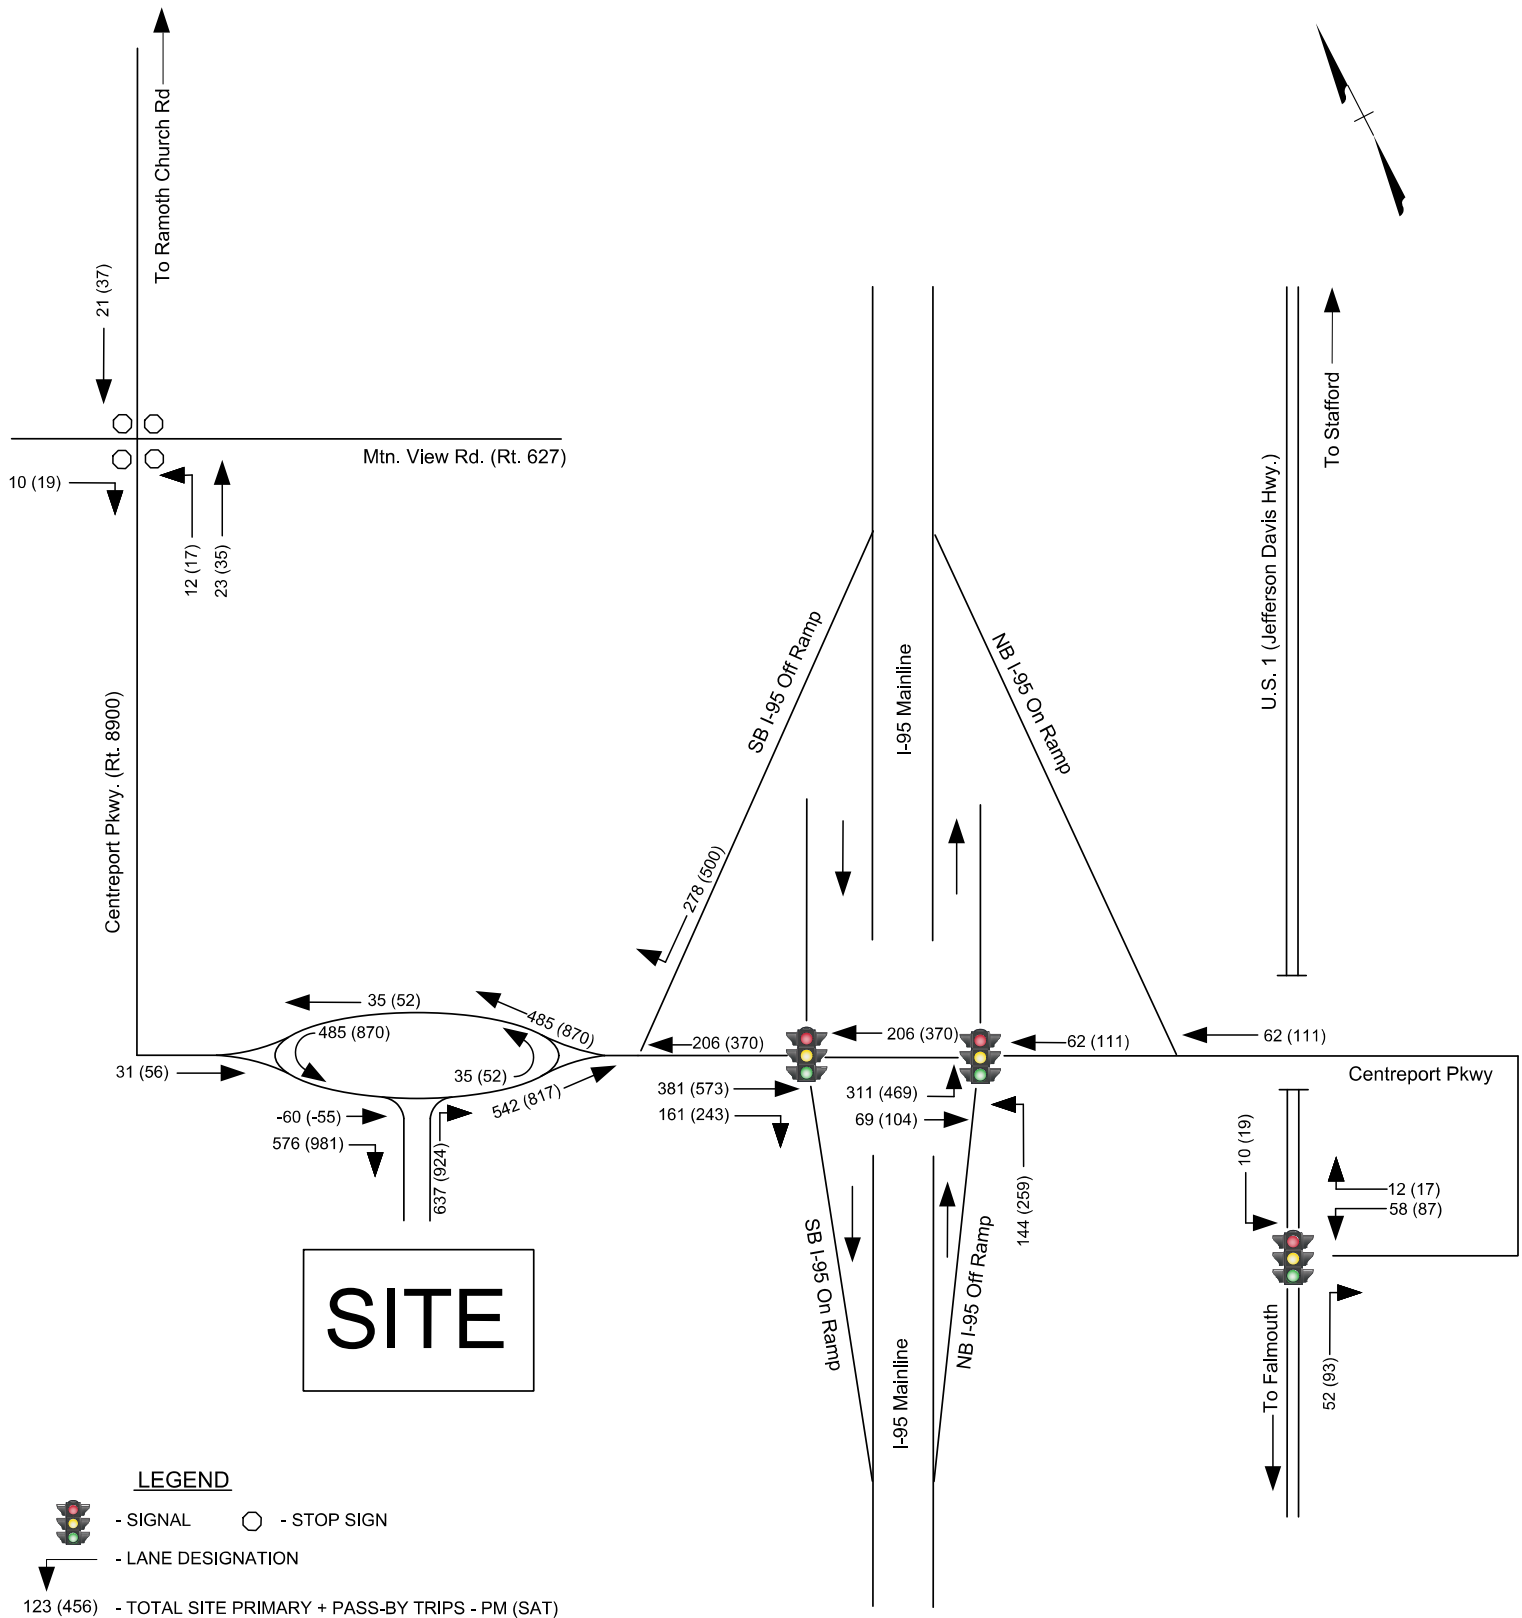 To Ramoth Church Rd
21 (37)
Mtn. View Rd. (Rt. 627)
10 (19)
12 (17)
23 (35)
Centreport Pkwy. (Rt. 8900)
SB I-95 Off Ramp
I-95 Mainline
NB I-95 On Ramp
U.S. 1 (Jefferson Davis Hwy.)
To Stafford
278 (500)
35 (52)
485 (870)
485 (870)
35 (52)
31 (56)
-60 (-55)
576 (981)
637 (924)
542 (817)
206 (370)
206 (370)
62 (111)
62 (111)
381 (573)
161 (243)
311 (469)
69 (104)
144 (259)
Centreport Pkwy
10 (19)
12 (17)
58 (87)
52 (93)
To Falmouth
SB I-95 On Ramp
I-95 Mainline
NB I-95 Off Ramp
SITE
LEGEND
- SIGNAL
- STOP SIGN
- LANE DESIGNATION
123 (456) - TOTAL SITE PRIMARY + PASS-BY TRIPS - PM (SAT)